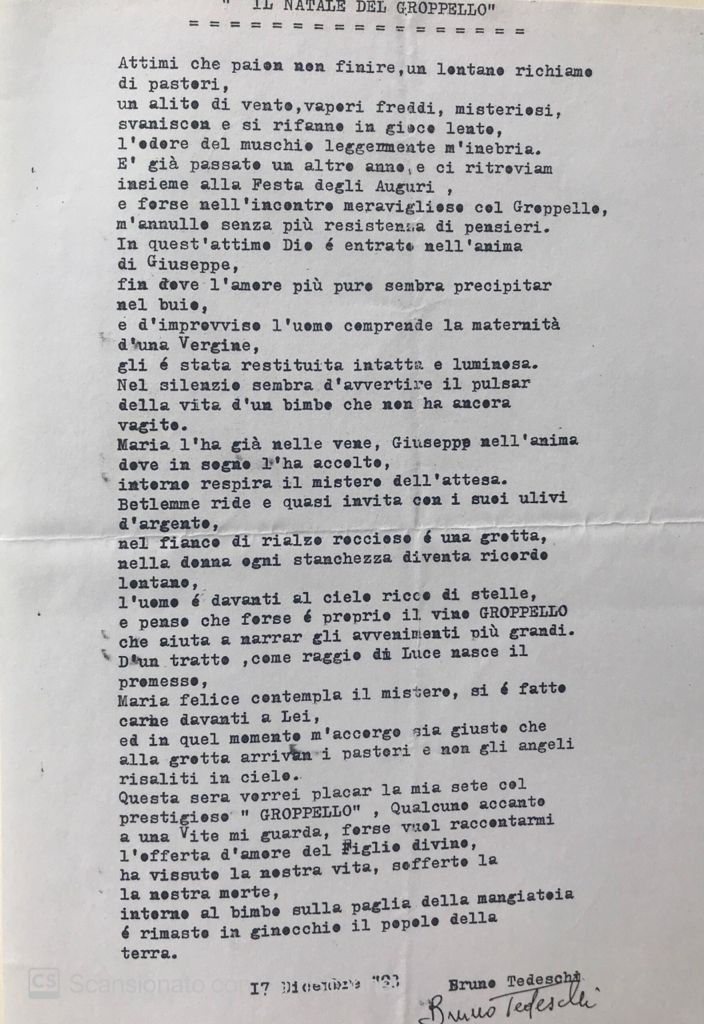 " IL NATALE DEL GROPPELLO"
= = = = = = = = = = = = = = = = =
Attimi che paion non finire,un lontano richiamo
di pastori,
un alito di vento,vapori freddi, misteriosi,
svaniscon e si rifanno in gioco lento,
l'odore del muschio leggermente m'inebria.
E' già passato un altro anno,e ci ritroviam
insieme alla Festa degli Auguri ,
e forse nell'incontro meraviglioso col Groppello,
m'annullo senza più resistenza di pensieri.
In quest'attimo Dio é entrato nell'anima
di Giuseppe,
fin dove l'amore più puro sembra precipitar
nel buio,
e d'improvviso l'uomo comprende la maternità
d'una Vergine,
gli é stata restituita intatta e luminosa.
Nel silenzio sembra d'avvertire il pulsar
della vita d'un bimbo che non ha ancora
vagito.
Maria l'ha già nelle vene, Giuseppe nell'anima
dove in sogno l'ha accolto,
intorno respira il mistero dell'attesa.
Betlemme ride e quasi invita con i suoi ulivi
d'argento,
nel fianco di rialzo roccioso é una grotta,
nella donna ogni stanchezza diventa ricordo
lontano,
l'uomo é davanti al cielo ricco di stelle,
e penso che forse é proprio il vino GROPPELLO
che aiuta a narrar gli avvenimenti più grandi.
D'un tratto ,come raggio di Luce nasce il
promesso,
Maria felice contempla il mistero, si é fatto
carne davanti a Lei,
ed in quel momento m'accorgo sia giusto che
alla grotta arrivan i pastori e non gli angeli
risaliti in cielo.
Questa sera vorrei placar la mia sete col
prestigioso " GROPPELLO" , Qualcuno accanto
a una Vite mi guarda, forse vuol raccontarmi
l'offerta d'amore del Figlio divino,
ha vissuto la nostra vita, sofferto la
la nostra morte,
intorno al bimbo sulla paglia della mangiatoia
é rimasto in ginocchio il popolo della
terra.
17 Dicembre '93 Bruno Tedeschi
Bruno Tedeschi
CS Scansionato con